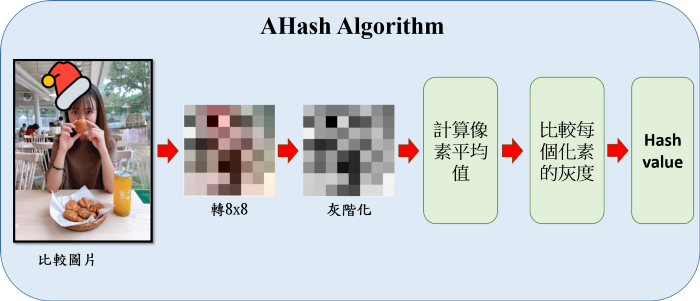 AHash Algorithm
比較圖片
轉8x8
灰階化
計算像
素平均
值
比較每
個化素
的灰度
Hash
value